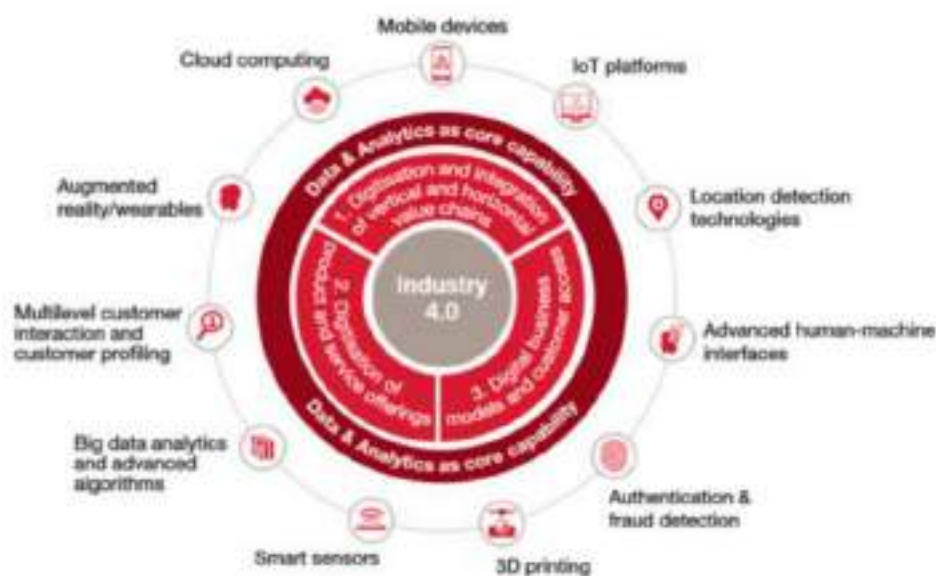 Mobile devices
Cloud computing
IoT platforms
Augmented
reality/wearables
Location detection
technologies
Multilevel customer
interaction and
customer profiling
Advanced human-machine
interfaces
Big data analytics
and advanced
algorithms
Authentication &
fraud detection
Smart sensors
3D printing
Data & Analytics as core capability
1. Digitisation and integration
of vertical and horizontal
value chains
2. Digitisation of
product and service offerings
3. Digital business
models and customer access
Industry
4.0
Data & Analytics as core capability